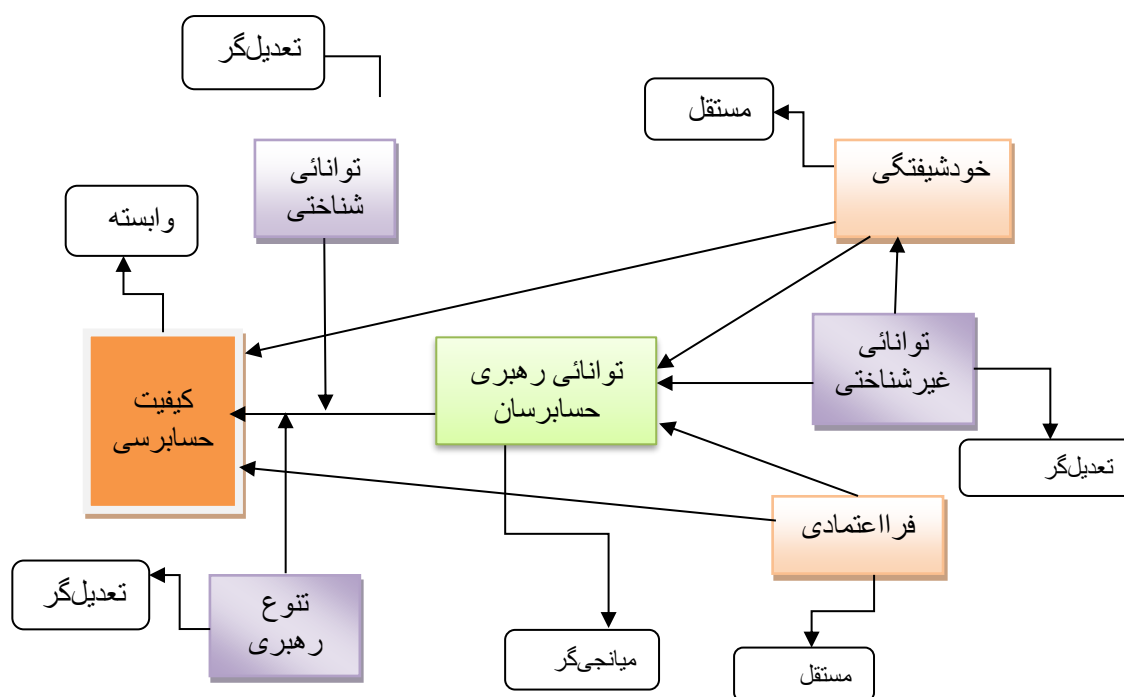 تعدیل‌گر
مستقل
خودشیفتگی
توانائی
شناختی
وابسته
توانائی
غیرشناختی
توانائی رهبری
حسابرسان
کیفیت
حسابرسی
تعدیل‌گر
فرااعتمادی
تعدیل‌گر
تنوع
رهبری
میانجی‌گر
مستقل